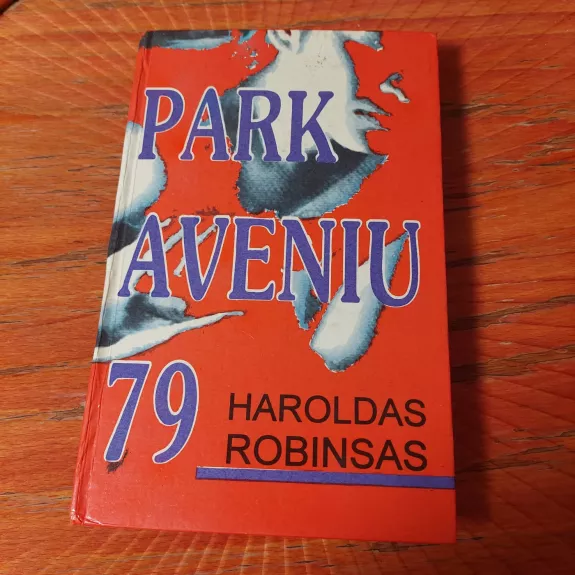 PARK
AVENIU
79
HAROLDAS
ROBINSAS